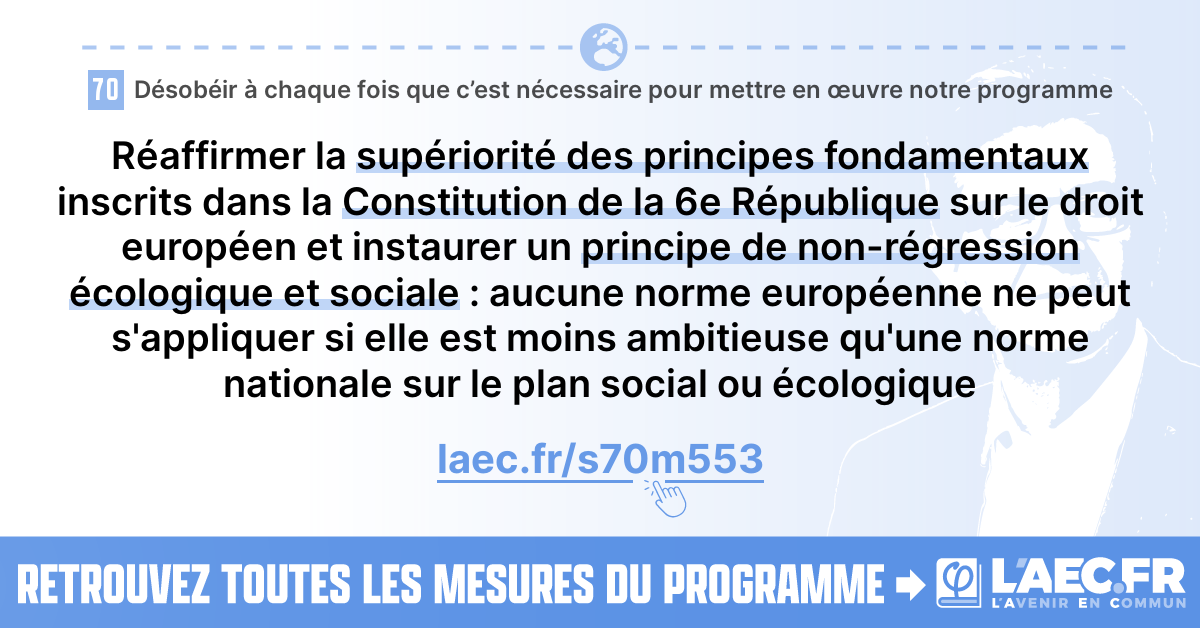 70 Désobéir à chaque fois que c’est nécessaire pour mettre en œuvre notre programme
Réaffirmer la supériorité des principes fondamentaux
inscrits dans la Constitution de la 6e République sur le droit
européen et instaurer un principe de non-régression
écologique et sociale : aucune norme européenne ne peut
s'appliquer si elle est moins ambitieuse qu'une norme
nationale sur le plan social ou écologique
laec.fr/s70m553
RETROUVEZ TOUTES LES MESURES DU PROGRAMME
L'AEC.FR
L'AVENIR EN COMMUN